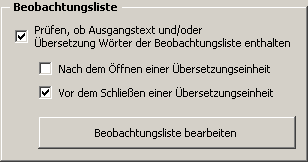 Beobachtungsliste
Prüfen, ob Ausgangstext und/oder
Übersetzung Wörter der Beobachtungsliste enthalten
Nach dem Öffnen einer Übersetzungseinheit
Vor dem Schließen einer Übersetzungseinheit
Beobachtungsliste bearbeiten